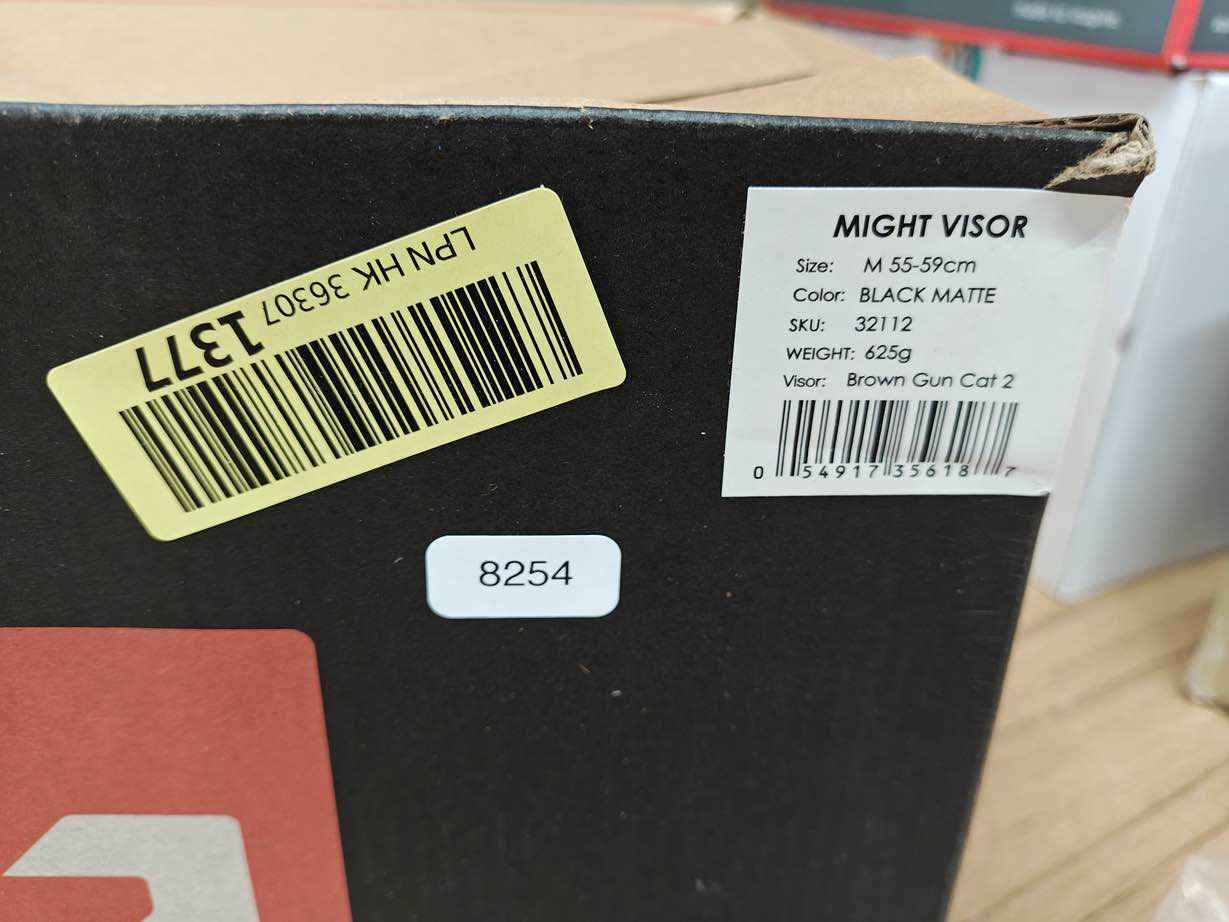 LPN HK 36307 1377
MIGHT VISOR
Size: M 55-59cm
Color: BLACK MATTE
SKU: 32112
WEIGHT: 625g
Visor: Brown Gun Cat 2
0 54917 35618 7
8254